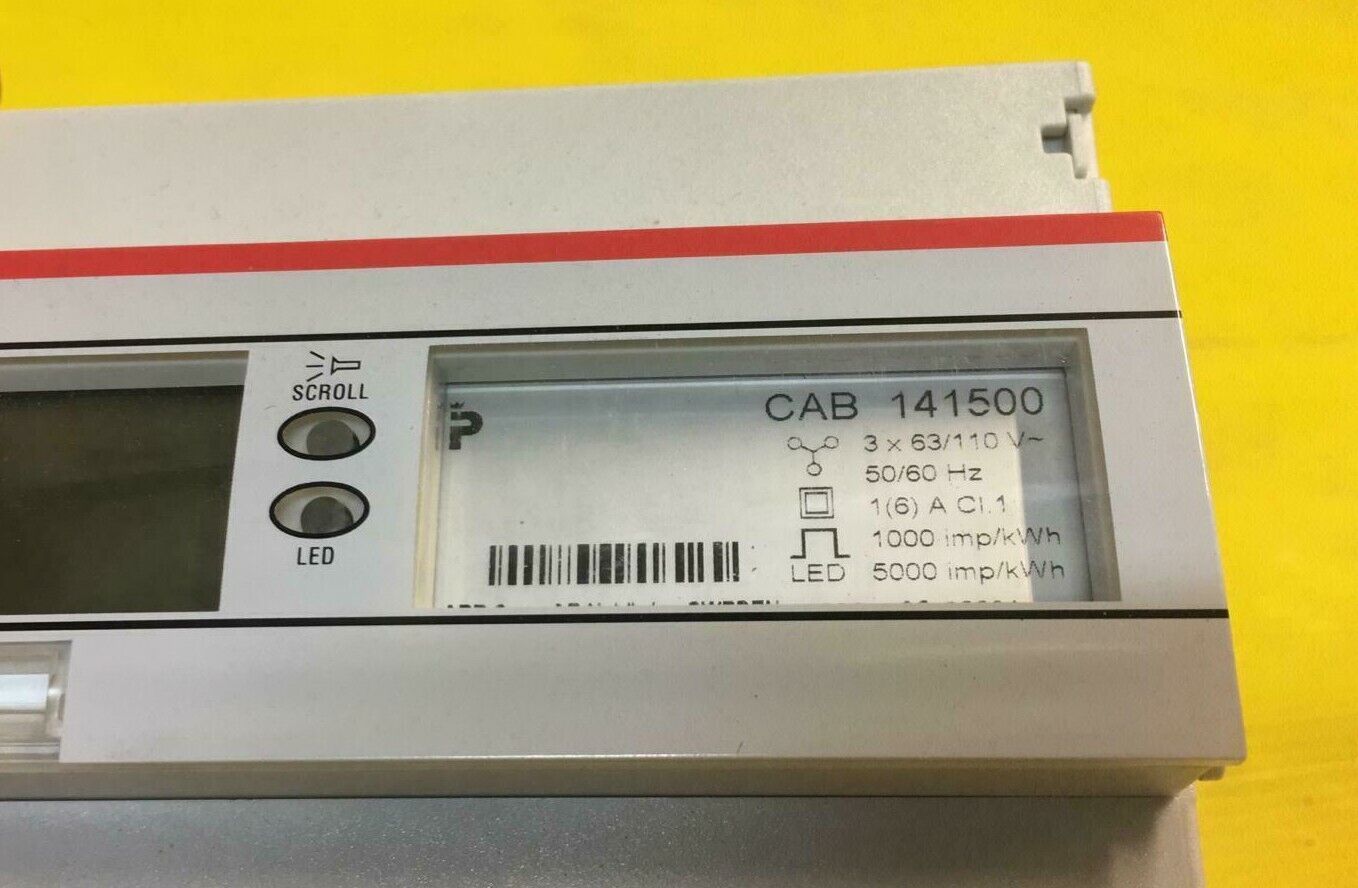 SCROLL
LED
P
CAB 141500
3 x 63/110 V~
50/60 Hz
1(6) A Cl.1
1000 imp/kWh
LED 5000 imp/kWh
SWEDEN